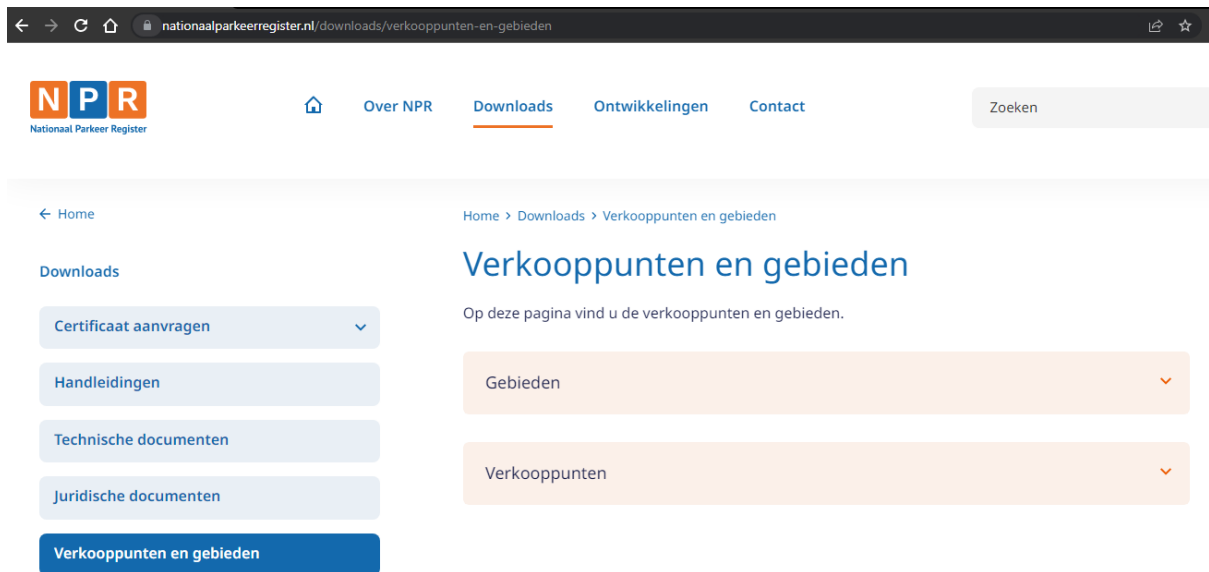 nationaalparkeerregister.nl/downloads/verkooppunten-en-gebieden
NPR
Nationaal Parkeer Register
Over NPR
Downloads
Ontwikkelingen
Contact
Zoeken
← Home
Downloads
Certificaat aanvragen
Handleidingen
Technische documenten
Juridische documenten
Verkooppunten en gebieden
Home > Downloads > Verkooppunten en gebieden
Verkooppunten en gebieden
Op deze pagina vind u de verkooppunten en gebieden.
Gebieden
Verkooppunten